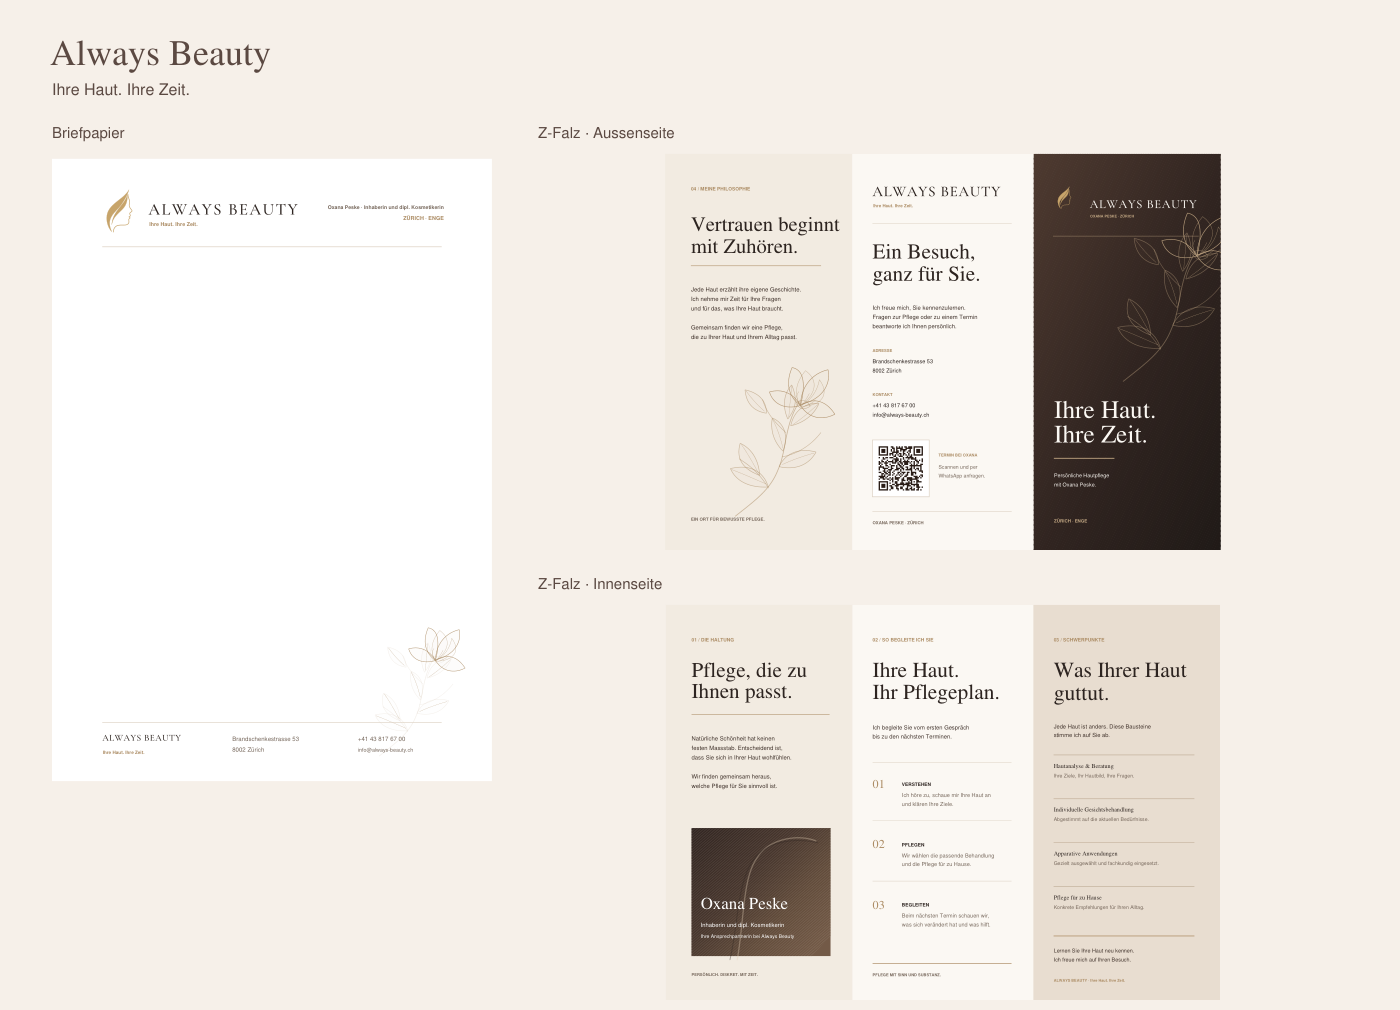 Always Beauty
Ihre Haut. Ihre Zeit.
Briefpapier
ALWAYS BEAUTY
Ihre Haut. Ihre Zeit.
Oxana Peske · Inhaberin und dipl. Kosmetikerin
ZÜRICH · ENGE
ALWAYS BEAUTY
Ihre Haut. Ihre Zeit.
Brandschenkestrasse 53
8002 Zürich
+41 43 817 67 00
info@always-beauty.ch
Z-Falz · Aussenseite
04 / MEINE PHILOSOPHIE
Vertrauen beginnt
mit Zuhören.
Jede Haut erzählt ihre eigene Geschichte.
Ich nehme mir Zeit für Ihre Fragen
und für das, was Ihre Haut braucht.
Gemeinsam finden wir eine Pflege,
die zu Ihrer Haut und Ihrem Alltag passt.
EIN ORT FÜR BEWUSSTE PFLEGE.
ALWAYS BEAUTY
Ihre Haut. Ihre Zeit.
Ein Besuch,
ganz für Sie.
Ich freue mich, Sie kennenzulernen.
Fragen zur Pflege oder zu einem Termin
beantworte ich Ihnen persönlich.
ADRESSE
Brandschenkestrasse 53
8002 Zürich
KONTAKT
+41 43 817 67 00
info@always-beauty.ch
TERMIN BEI OXANA
Scannen und per
WhatsApp anfragen.
OXANA PESKE · ZÜRICH
ALWAYS BEAUTY
OXANA PESKE · ZÜRICH
Ihre Haut.
Ihre Zeit.
Persönliche Hautpflege
mit Oxana Peske.
ZÜRICH · ENGE
Z-Falz · Innenseite
01 / DIE HALTUNG
Pflege, die zu
Ihnen passt.
Natürliche Schönheit hat keinen
festen Massstab. Entscheidend ist,
dass Sie sich in Ihrer Haut wohlfühlen.
Wir finden gemeinsam heraus,
welche Pflege für Sie sinnvoll ist.
Oxana Peske
Inhaberin und dipl. Kosmetikerin
Ihre Ansprechpartnerin bei Always Beauty
PERSÖNLICH. DISKRET. MIT ZEIT.
02 / SO BEGLEITE ICH SIE
Ihre Haut.
Ihr Pflegeplan.
Ich begleite Sie vom ersten Gespräch
bis zu den nächsten Terminen.
01
VERSTEHEN
Ich höre zu, schaue mir Ihre Haut an
und klären Ihre Ziele.
02
PFLEGEN
Wir wählen die passende Behandlung
und die Pflege für zu Hause.
03
BEGLEITEN
Beim nächsten Termin schauen wir,
was sich verändert hat und was hilft.
PFLEGE MIT SINN UND SUBSTANZ.
03 / SCHWERPUNKTE
Was Ihrer Haut
guttut.
Jede Haut ist anders. Diese Bausteine
stimme ich auf Sie ab.
Hautanalyse & Beratung
Ihre Ziele, Ihr Hautbild, Ihre Fragen.
Individuelle Gesichtsbehandlung
Abgestimmt auf die aktuellen Bedürfnisse.
Apparative Anwendungen
Gezielt ausgewählt und fachkundig eingesetzt.
Pflege für zu Hause
Konkrete Empfehlungen für Ihren Alltag.
Lernen Sie Ihre Haut neu kennen.
Ich freue mich auf Ihren Besuch.
ALWAYS BEAUTY · Ihre Haut. Ihre Zeit.